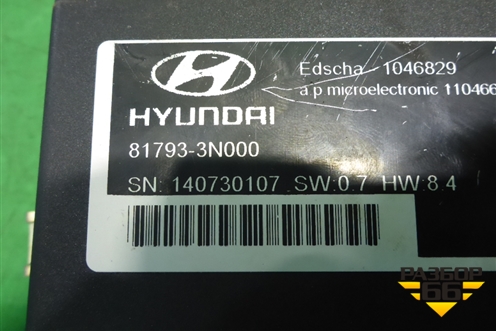 Edscha 1046829
a p microelectronic 110466
HYUNDAI
81793-3N000
SN: 140730107 SW:0.7 HW:8.4
РАЗБОР
66